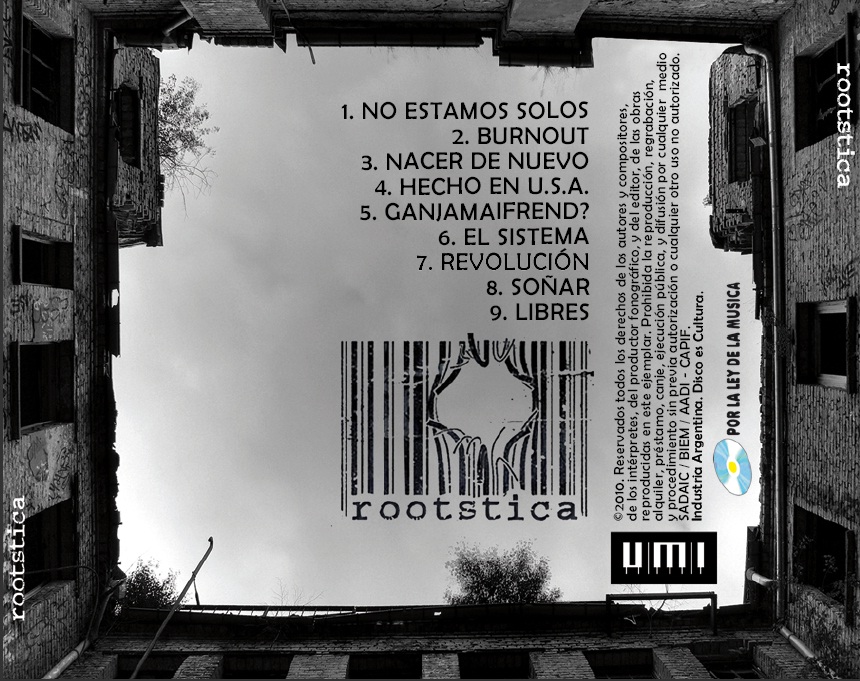 1. NO ESTAMOS SOLOS
2. BURNOUT
3. NACER DE NUEVO
4. HECHO EN U.S.A.
5. GANJAMAIFREND?
6. EL SISTEMA
7. REVOLUCIÓN
8. SOÑAR
9. LIBRES
rootstica
©2010. Reservados todos los derechos de los autores y compositores,
de los intérpretes, del productor fonográfico, y del editor, de las obras
reproducidas en este ejemplar. Prohibida la reproducción, regrabación,
alquiler, préstamo, canje, ejecución pública, y difusión por cualquier medio
y procedimiento sin previa autorización o cualquier otro uso no autorizado.
SADAIC / BIEM / AADI - CAPIF.
Industria Argentina. Disco es Cultura.
POR LA LEY DE LA MUSICA
umi
rootstica
rootstica